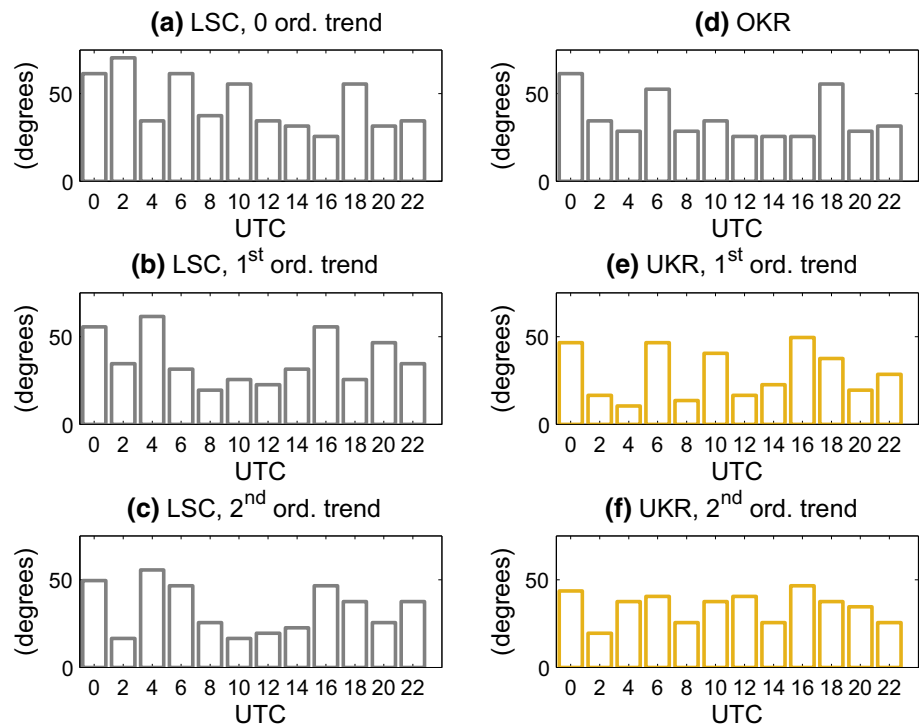 (a) LSC, 0 ord. trend
(degrees)
50
0
0 2 4 6 8 10 12 14 16 18 20 22
UTC
(b) LSC, 1st ord. trend
(degrees)
50
0
0 2 4 6 8 10 12 14 16 18 20 22
UTC
(c) LSC, 2nd ord. trend
(degrees)
50
0
0 2 4 6 8 10 12 14 16 18 20 22
UTC
(d) OKR
(degrees)
50
0
0 2 4 6 8 10 12 14 16 18 20 22
UTC
(e) UKR, 1st ord. trend
(degrees)
50
0
0 2 4 6 8 10 12 14 16 18 20 22
UTC
(f) UKR, 2nd ord. trend
(degrees)
50
0
0 2 4 6 8 10 12 14 16 18 20 22
UTC